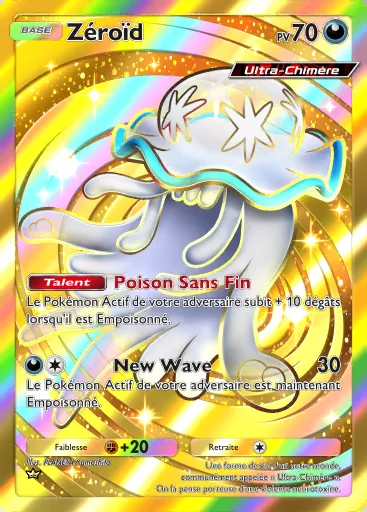 BASE Zéroïd PV 70
Ultra-Chimère
Talent Poison Sans Fin
Le Pokémon Actif de votre adversaire subit + 10 dégâts
lorsqu'il est Empoisonné.
New Wave 30
Le Pokémon Actif de votre adversaire est maintenant
Empoisonné.
Faiblesse +20 Retraite
Illus.
Une forme de vie, d'un autre monde,
communément appelée « Ultra-Chimère ».
On la pense porteuse d'une violente neurotoxine.